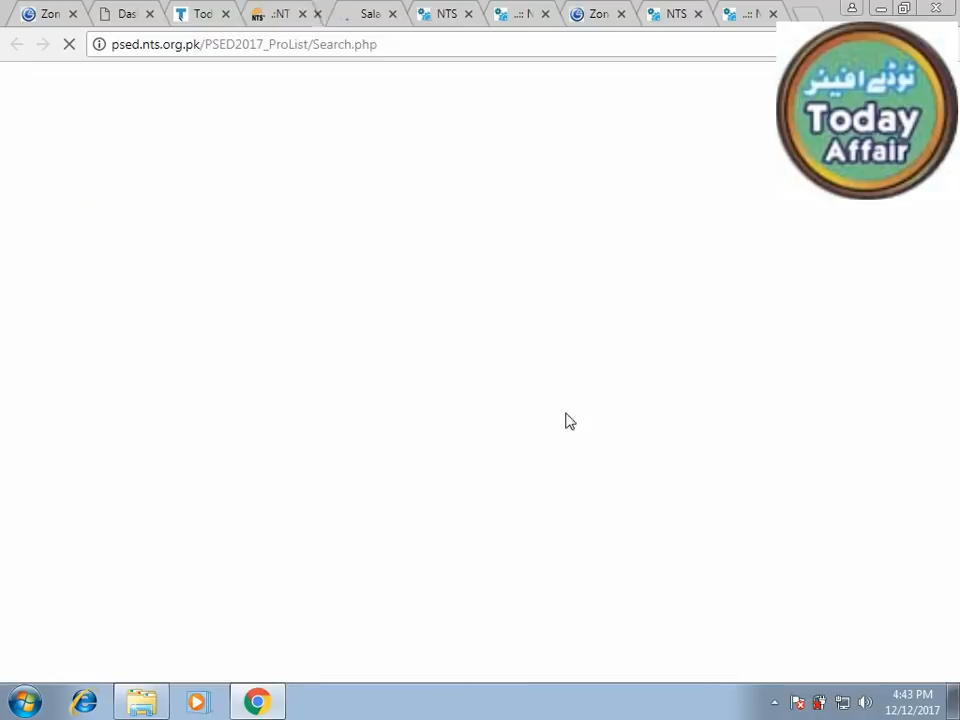 Zon
Das
Tod
.:NT
Sale
NTS
..:: N
Zon
NTS
..:: N
psed.nts.org.pk/PSED2017_ProList/Search.php
ٹوڈے افیئر
Today
Affair
4:43 PM
12/12/2017